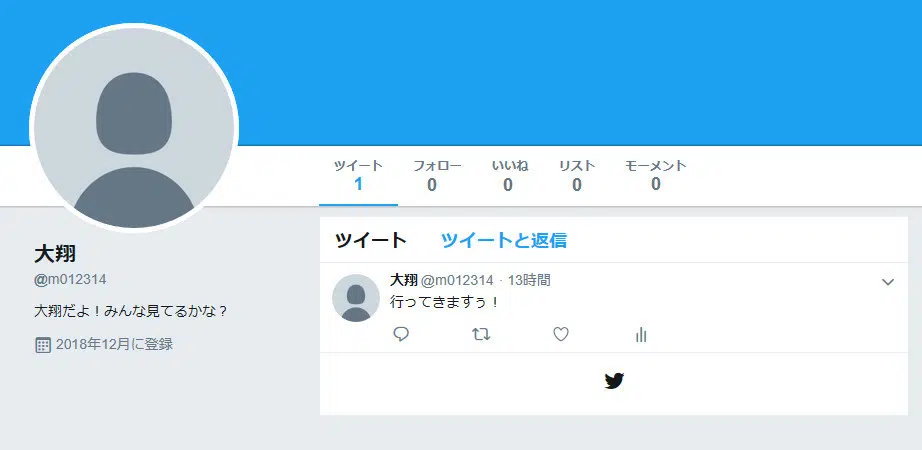 ツイート フォロー いいね リスト モーメント
1 0 0 0 0
大翔
@m012314
大翔だよ！みんな見てるかな？
2018年12月に登録
ツイート ツイートと返信
大翔 @m012314 · 13時間
行ってきますぅ！